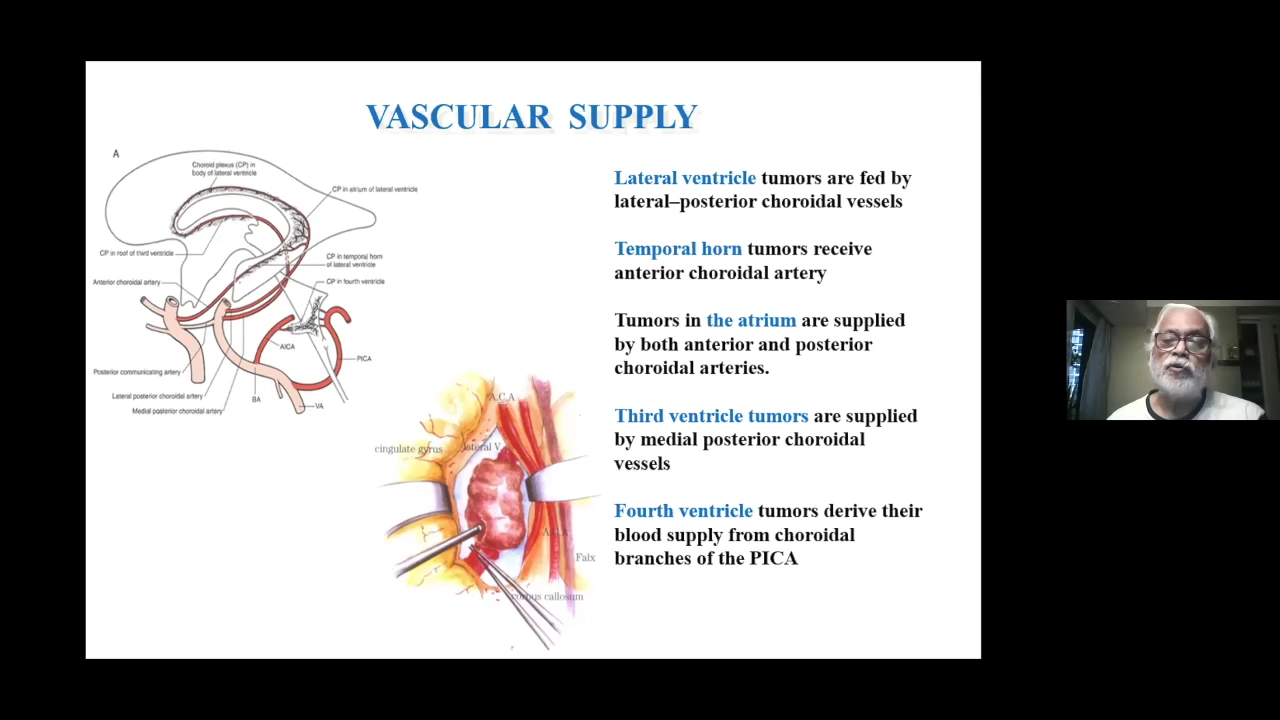 VASCULAR SUPPLY
A
Choroid plexus (CP) in
body of lateral ventricle
CP in atrium of lateral ventricle
CP in roof of third ventricle
CP in temporal horn
of lateral ventricle
Anterior choroidal artery
CP in fourth ventricle
AICA
PICA
Posterior communicating artery
Lateral posterior choroidal artery
BA
VA
Medial posterior choroidal artery
A.C.A
cingulate gyrus
lateral V.
A.C.A
Falx
corpus callosum
Lateral ventricle tumors are fed by
lateral–posterior choroidal vessels
Temporal horn tumors receive
anterior choroidal artery
Tumors in the atrium are supplied
by both anterior and posterior
choroidal arteries.
Third ventricle tumors are supplied
by medial posterior choroidal
vessels
Fourth ventricle tumors derive their
blood supply from choroidal
branches of the PICA